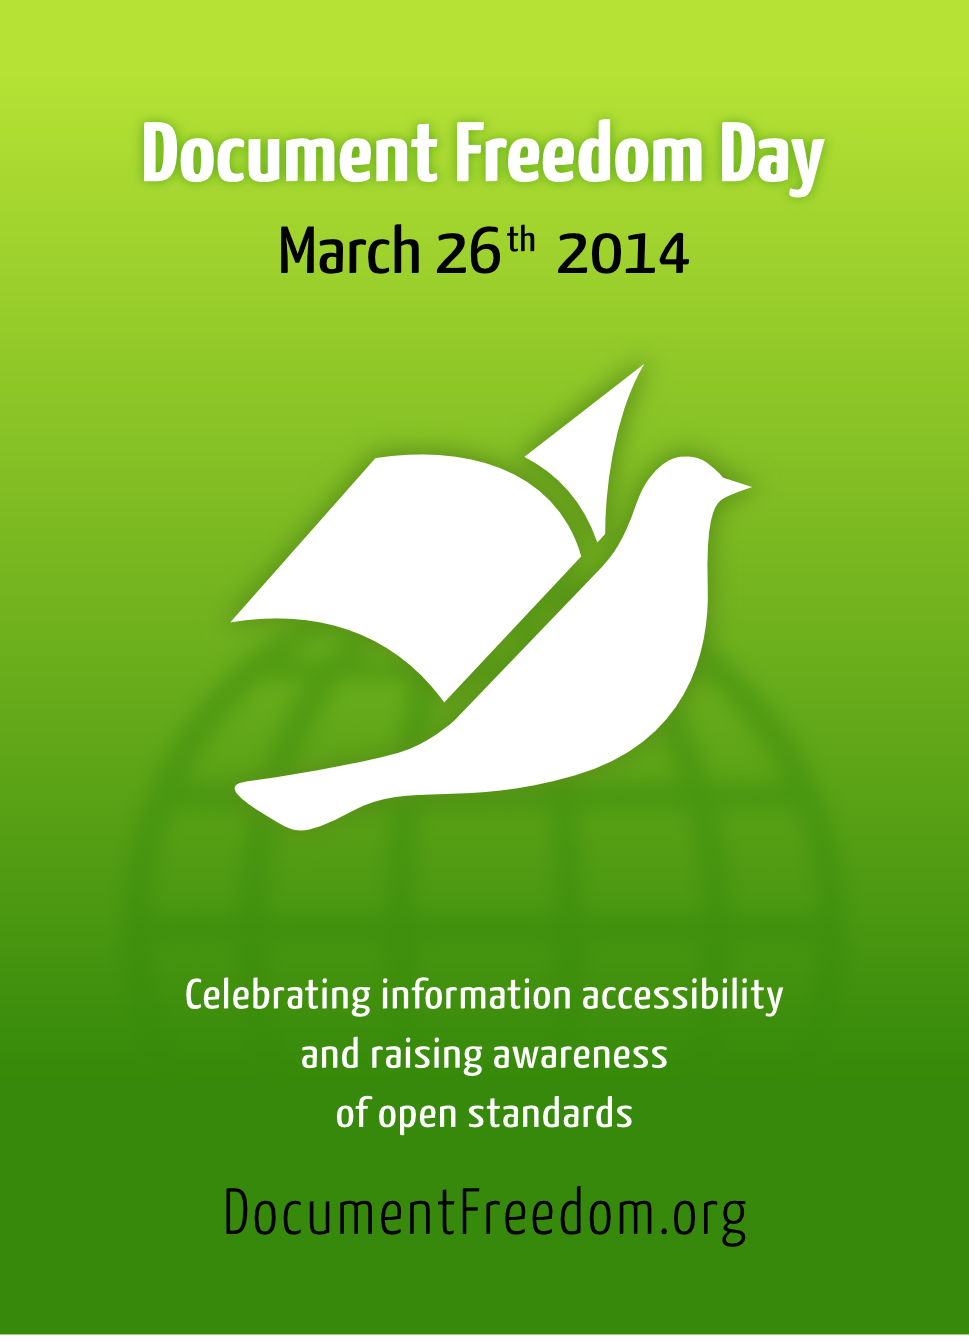 Document Freedom Day
March 26th 2014
Celebrating information accessibility
and raising awareness
of open standards
DocumentFreedom.org